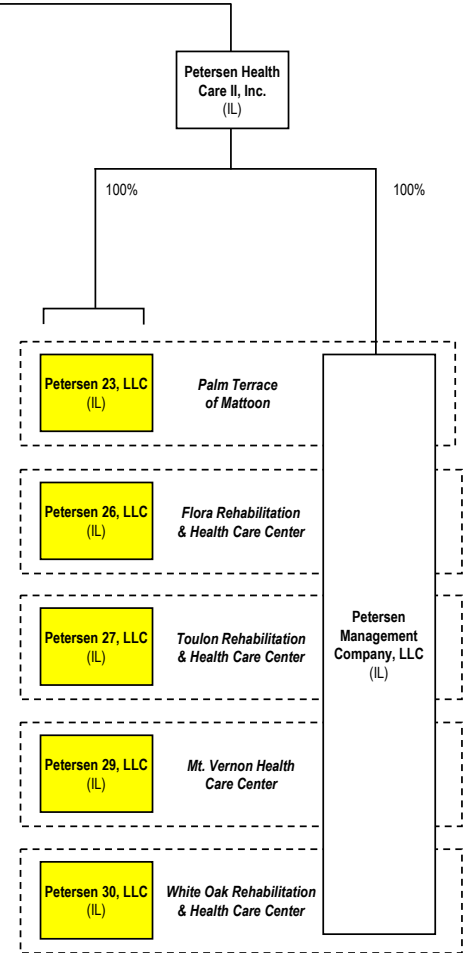 Petersen Health
Care II, Inc.
(IL)
100%
100%
Petersen 23, LLC
(IL)
Palm Terrace
of Mattoon
Petersen 26, LLC
(IL)
Flora Rehabilitation
& Health Care Center
Petersen 27, LLC
(IL)
Toulon Rehabilitation
& Health Care Center
Petersen
Management
Company, LLC
(IL)
Petersen 29, LLC
(IL)
Mt. Vernon Health
Care Center
Petersen 30, LLC
(IL)
White Oak Rehabilitation
& Health Care Center